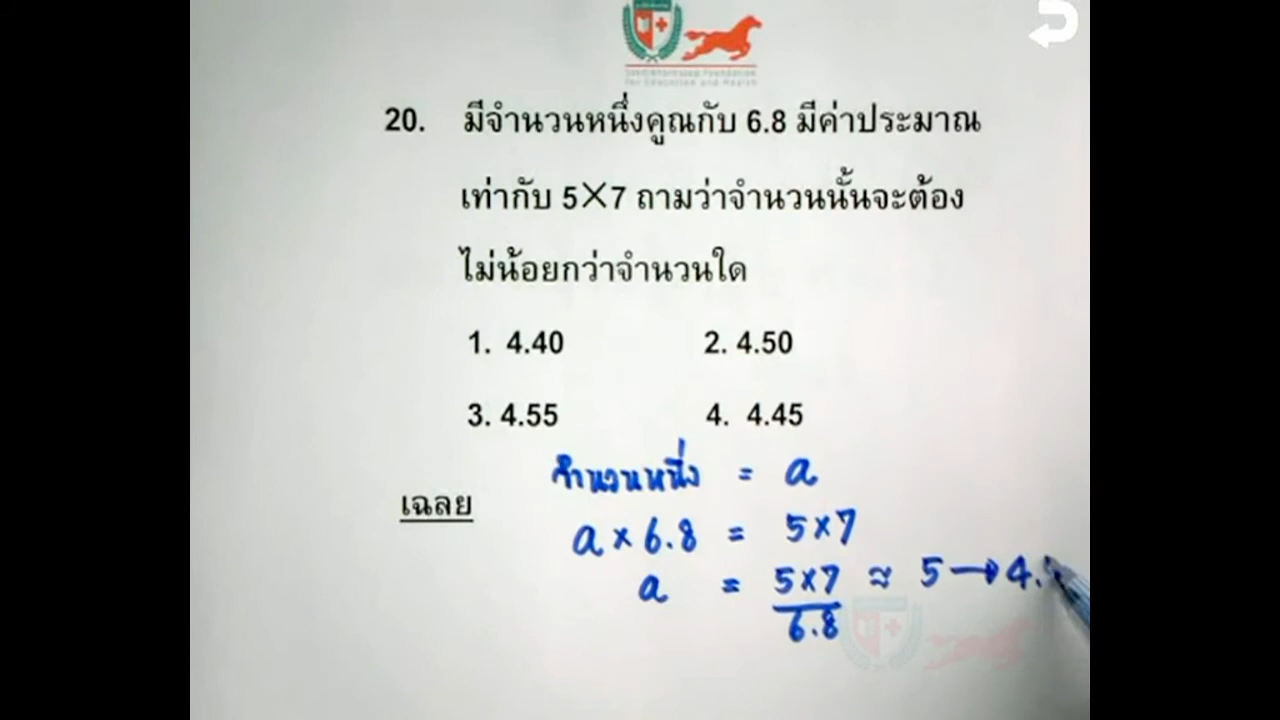 20. มีจำนวนหนึ่งคูณกับ 6.8 มีค่าประมาณ
เท่ากับ 5×7 ถามว่าจำนวนนั้นจะต้อง
ไม่น้อยกว่าจำนวนใด
1. 4.40 2. 4.50
3. 4.55 4. 4.45
จำนวนหนึ่ง = a
เฉลย
a × 6.8 = 5×7
a = 5×7 ≈ 5 → 4.
6.8